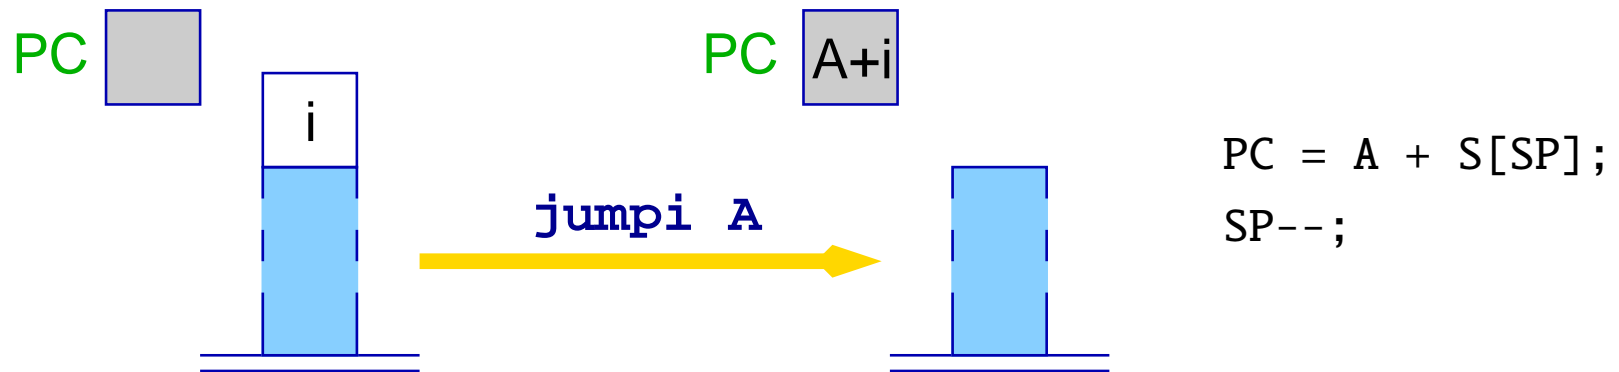 PC
i
jumpi A
PC A+i
PC = A + S[SP];
SP--;